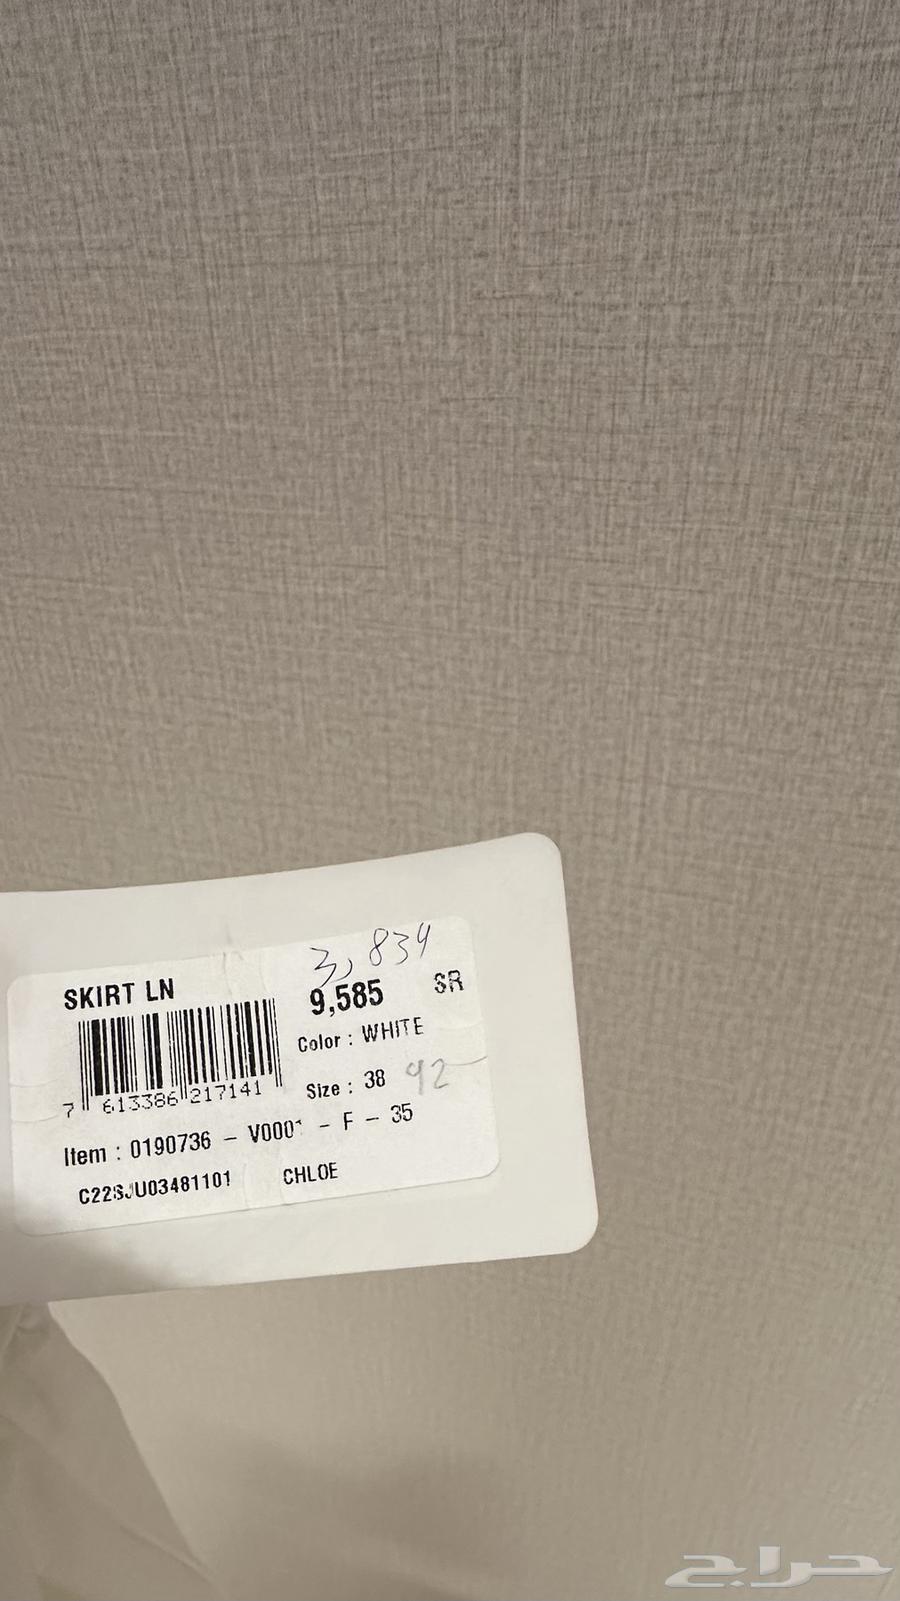 3,834
SKIRT LN
9,585 SR
Color : WHITE
Size : 38 42
7 613386 217141
Item : 0190736 - V0001 - F - 35
C22SJU03481101 CHLOE
حراج